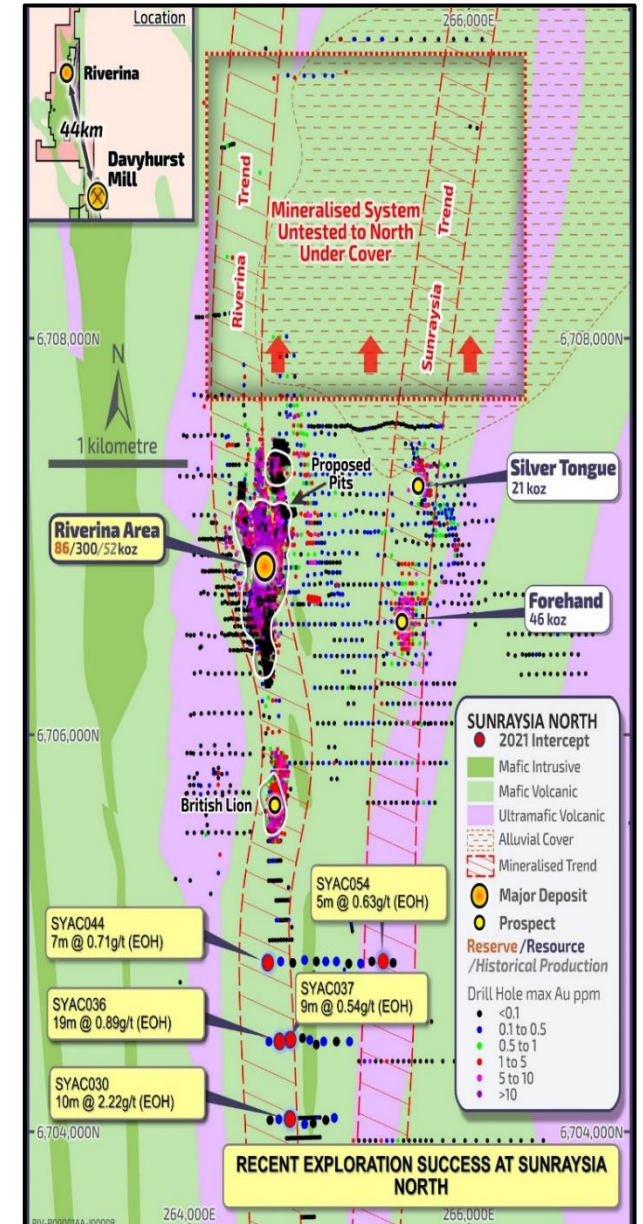 Location
Riverina
44km
Davyhurst
Mill
266,000E
Mineralised System
Untested to North
Under Cover
Riverina Trend
Sunraysia Trend
6,708,000N
6,708,000N
N
1 kilometre
Proposed
Pits
Silver Tongue
21 koz
Riverina Area
86/300/52koz
Forehand
46 koz
6,706,000N
British Lion
SUNRAYSIA NORTH
2021 Intercept
Mafic Intrusive
Mafic Volcanic
Ultramafic Volcanic
Alluvial Cover
Mineralised Trend
Major Deposit
Prospect
Reserve/Resource
/Historical Production
Drill Hole max Au ppm
<0.1
0.1 to 0.5
0.5 to 1
1 to 5
5 to 10
>10
SYAC054
5m @ 0.63g/t (EOH)
SYAC044
7m @ 0.71g/t (EOH)
SYAC037
9m @ 0.54g/t (EOH)
SYAC036
19m @ 0.89g/t (EOH)
SYAC030
10m @ 2.22g/t (EOH)
6,704,000N
6,704,000N
RECENT EXPLORATION SUCCESS AT SUNRAYSIA
NORTH
264,000E
266,000E